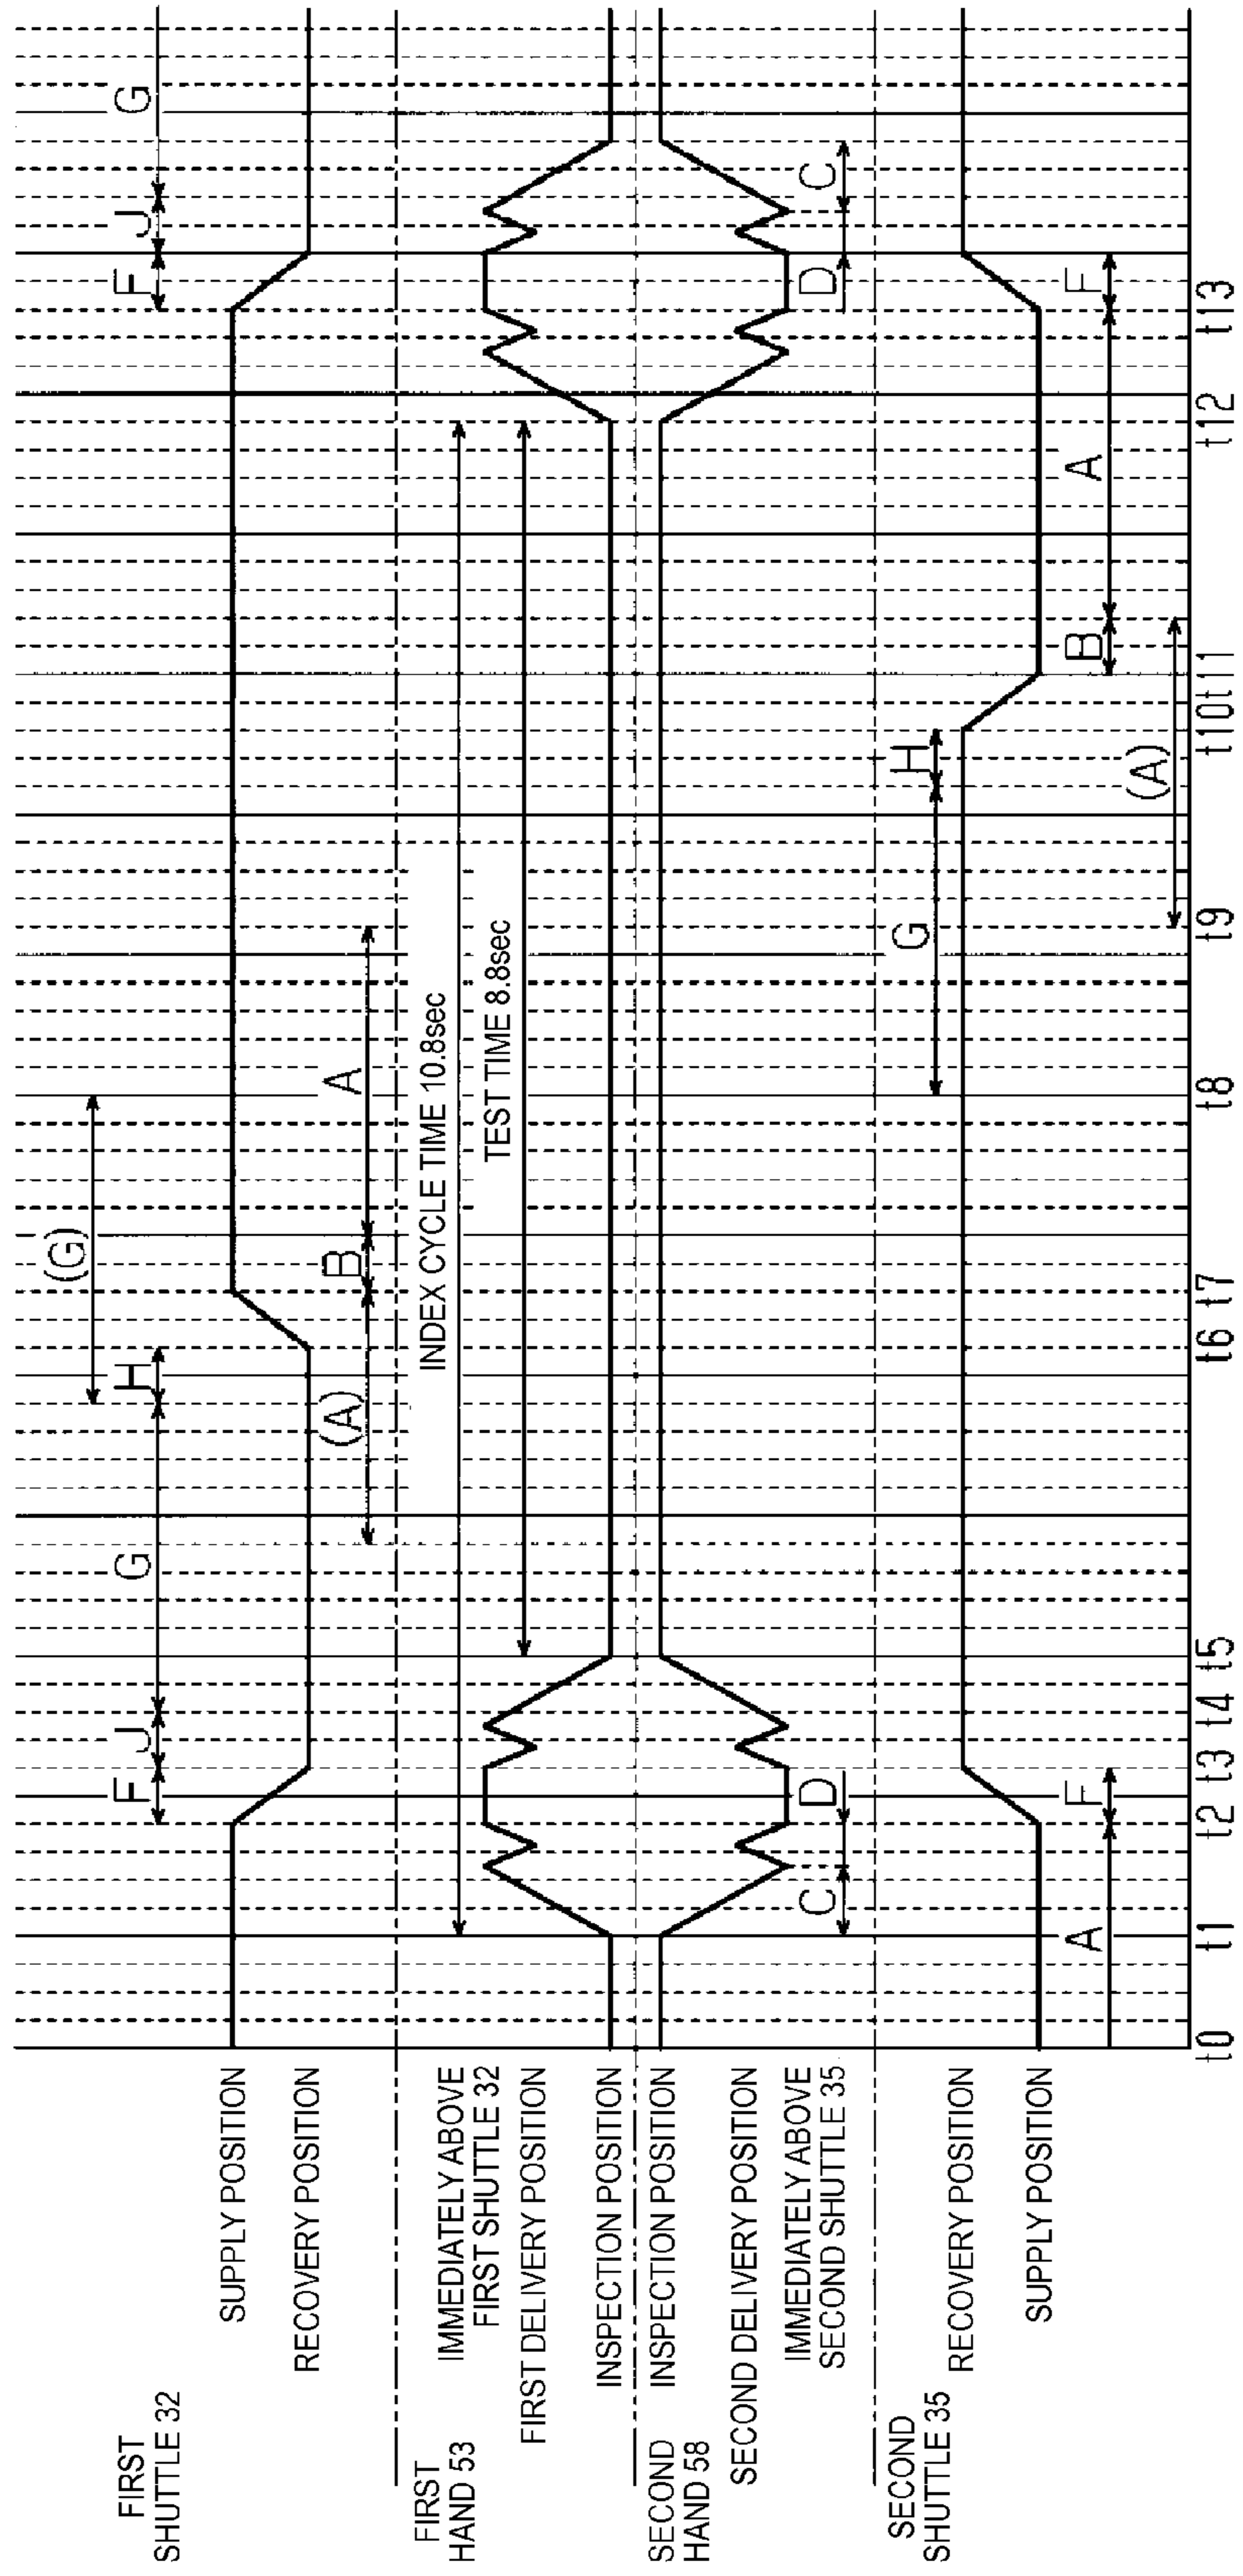 FIRST
SHUTTLE 32
SUPPLY POSITION
RECOVERY POSITION
F
J
G
H
(G)
F
J
G
(A)
B
A
FIRST
HAND 53
IMMEDIATELY ABOVE
FIRST SHUTTLE 32
FIRST DELIVERY POSITION
INSPECTION POSITION
INDEX CYCLE TIME 10.8sec
TEST TIME 8.8sec
SECOND
HAND 58
INSPECTION POSITION
SECOND DELIVERY POSITION
IMMEDIATELY ABOVE
SECOND SHUTTLE 35
C
D
D
C
SECOND
SHUTTLE 35
RECOVERY POSITION
SUPPLY POSITION
G
H
A
F
B
A
F
(A)
t0 t1 t2 t3 t4 t5 t6 t7 t8 t9 t10 t11 t12 t13